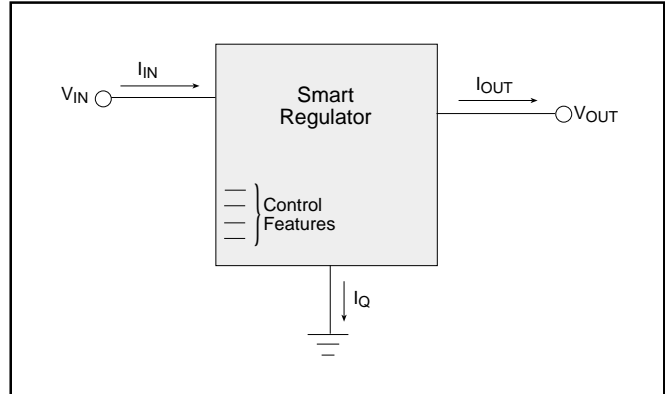 I_IN
V_IN
Smart
Regulator
I_OUT
V_OUT
Control
Features
I_Q